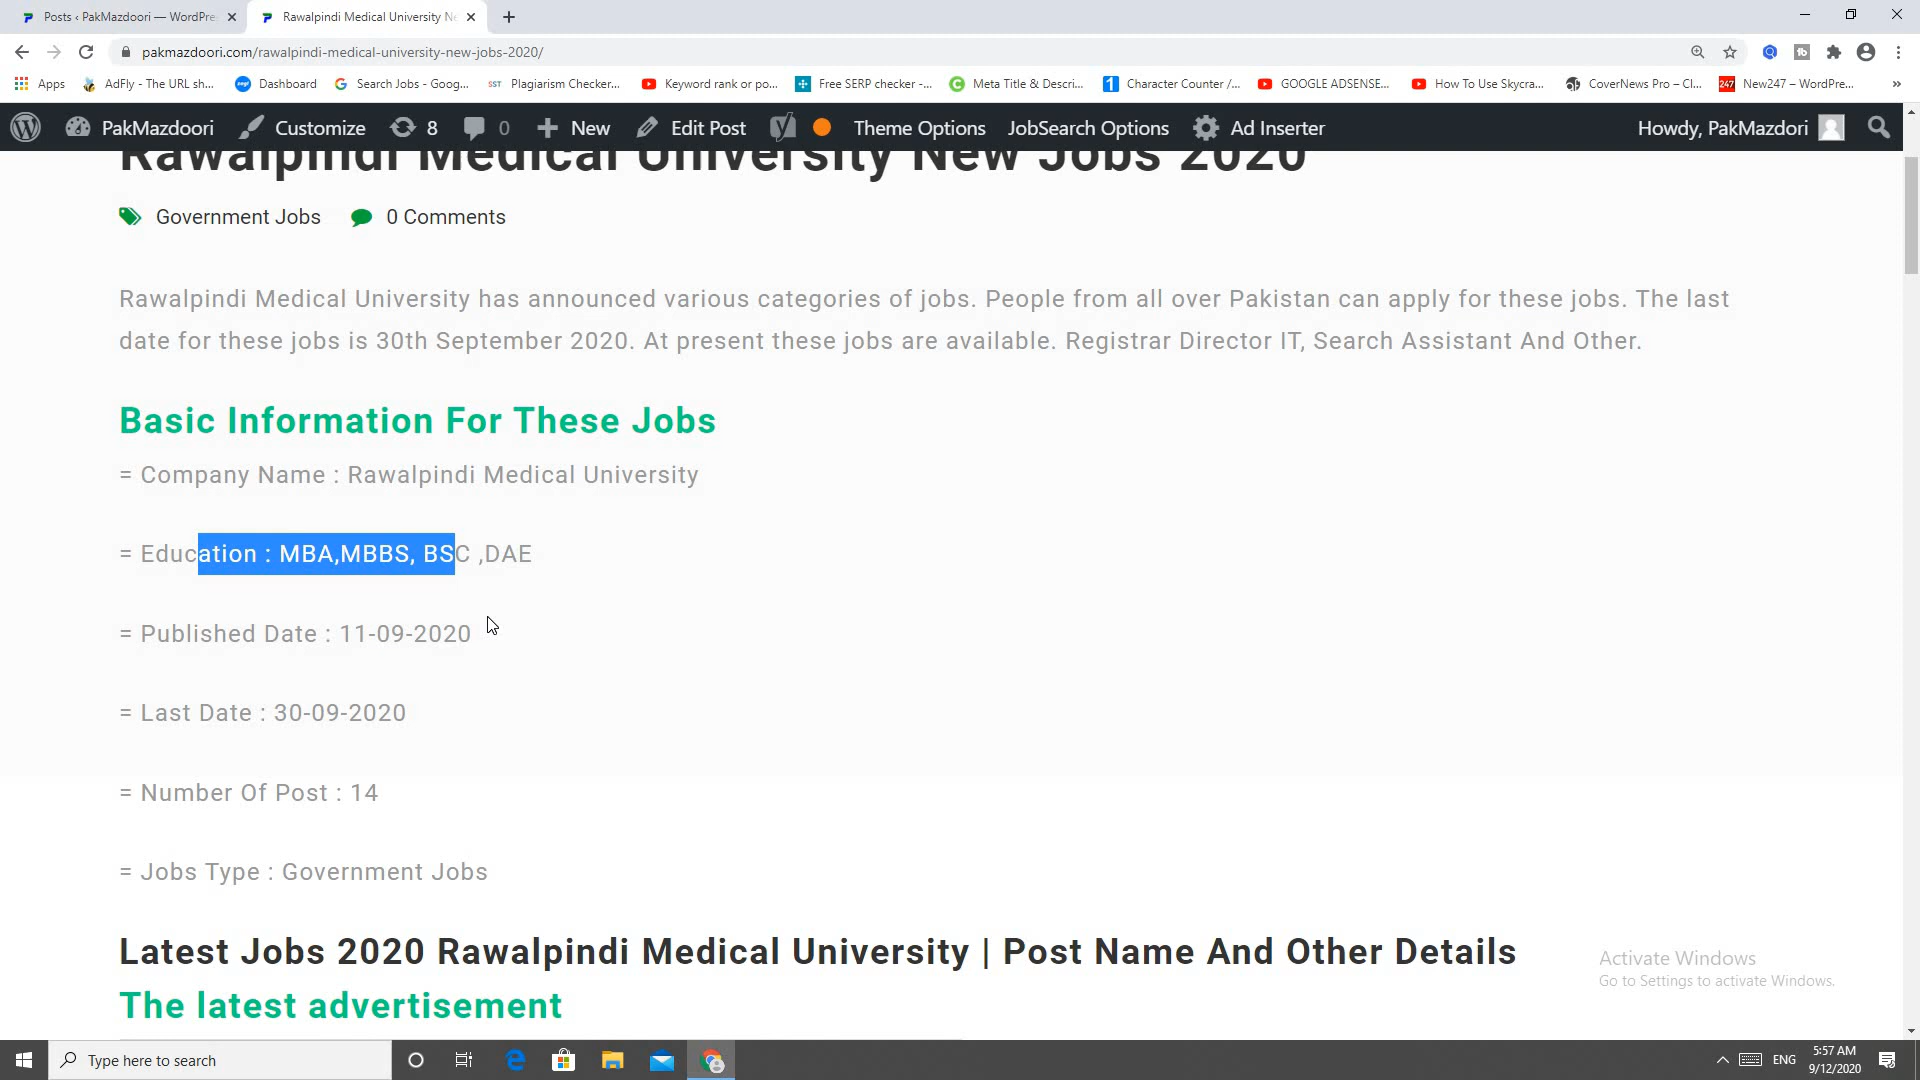 Posts ‹ PakMazdoori — WordPre
Rawalpindi Medical University Ne
pakmazdoori.com/rawalpindi-medical-university-new-jobs-2020/
Apps
AdFly - The URL sh...
Dashboard
Search Jobs - Goog...
SST Plagiarism Checker...
Keyword rank or po...
Free SERP checker -...
Meta Title & Descri...
Character Counter /...
GOOGLE ADSENSE...
How To Use Skycra...
CoverNews Pro – Cl...
247 New247 – WordPre...
PakMazdoori
Customize
8
0
New
Edit Post
Theme Options
JobSearch Options
Ad Inserter
Howdy, PakMazdori
Rawalpindi Medical University New Jobs 2020
Government Jobs
0 Comments
Rawalpindi Medical University has announced various categories of jobs. People from all over Pakistan can apply for these jobs. The last
date for these jobs is 30th September 2020. At present these jobs are available. Registrar Director IT, Search Assistant And Other.
Basic Information For These Jobs
= Company Name : Rawalpindi Medical University
= Education : MBA,MBBS, BSC ,DAE
= Published Date : 11-09-2020
= Last Date : 30-09-2020
= Number Of Post : 14
= Jobs Type : Government Jobs
Latest Jobs 2020 Rawalpindi Medical University | Post Name And Other Details
The latest advertisement
Activate Windows
Go to Settings to activate Windows.
Type here to search
ENG
5:57 AM
9/12/2020